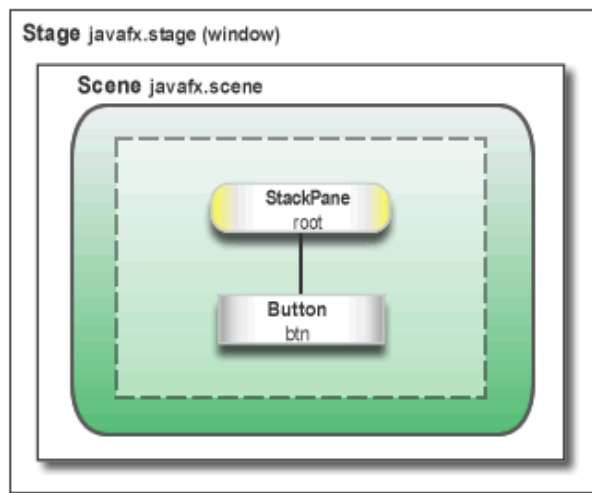 Stage javafx.stage (window)
Scene javafx.scene
StackPane
root
Button
btn